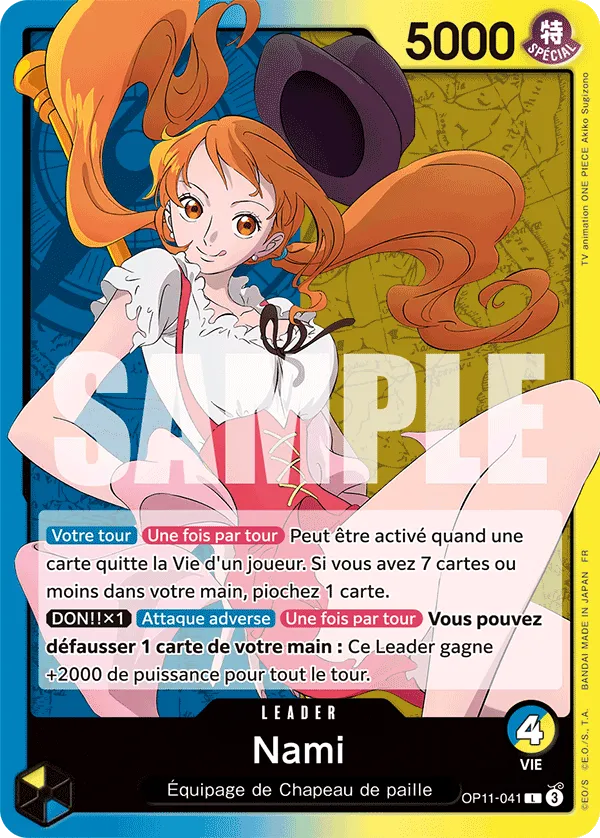 5000
特
SPÉCIAL
TV animation ONE PIECE Akiko Sugizono
SAMPLE
Votre tour Une fois par tour Peut être activé quand une
carte quitte la Vie d'un joueur. Si vous avez 7 cartes ou
moins dans votre main, piochez 1 carte.
DON!!×1 Attaque adverse Une fois par tour Vous pouvez
défausser 1 carte de votre main : Ce Leader gagne
+2000 de puissance pour tout le tour.
©E.O/S ©E.O./S., T.A. BANDAI MADE IN JAPAN FR
LEADER
Nami
4
VIE
Équipage de Chapeau de paille
OP11-041 L 3